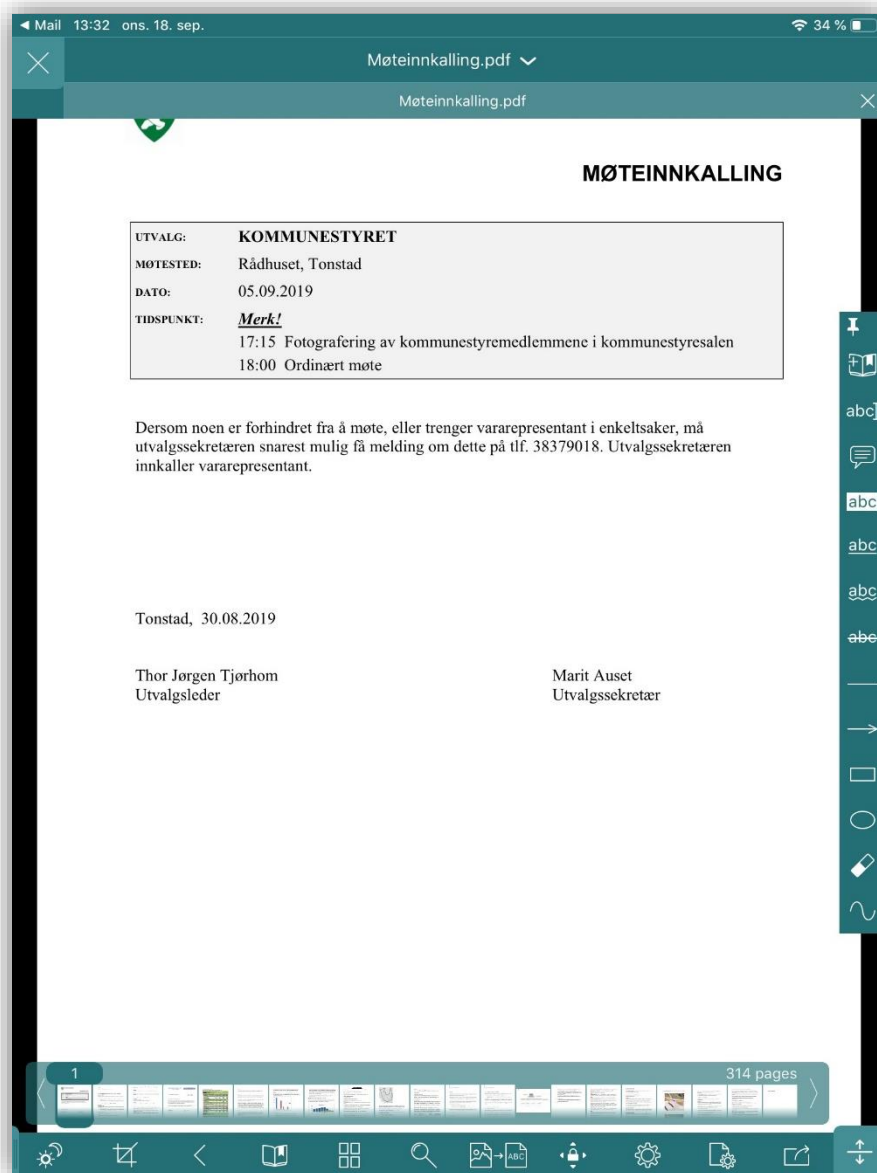 ◀ Mail 13:32 ons. 18. sep. 34 %
Møteinnkalling.pdf
Møteinnkalling.pdf
MØTEINNKALLING
UTVALG: KOMMUNESTYRET
MØTESTED: Rådhuset, Tonstad
DATO: 05.09.2019
TIDSPUNKT: Merk!
17:15 Fotografering av kommunestyremedlemmene i kommunestyresalen
18:00 Ordinært møte
Dersom noen er forhindret fra å møte, eller trenger vararepresentant i enkeltsaker, må
utvalgssekretæren snarest mulig få melding om dette på tlf. 38379018. Utvalgssekretæren
innkaller vararepresentant.
Tonstad, 30.08.2019
Thor Jørgen Tjørhom Marit Auset
Utvalgsleder Utvalgssekretær
abc]
abc
abc
abc
abc
1 314 pages
ABC